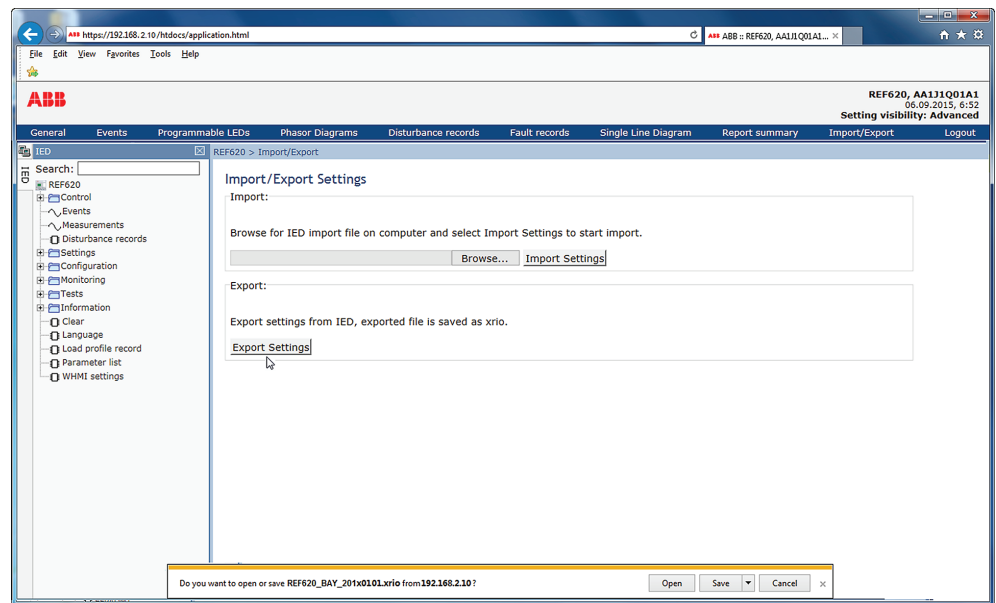 https://192.168.2.10/htdocs/application.html
ABB :: REF620, AA1J1Q01A1...
File Edit View Favorites Tools Help
ABB
REF620, AA1J1Q01A1
06.09.2015, 6:52
Setting visibility: Advanced
General Events Programmable LEDs Phasor Diagrams Disturbance records Fault records Single Line Diagram Report summary Import/Export Logout
IED
REF620 > Import/Export
IED
Search:
REF620
Control
Events
Measurements
Disturbance records
Settings
Configuration
Monitoring
Tests
Information
Clear
Language
Load profile record
Parameter list
WHMI settings
Import/Export Settings
Import:
Browse for IED import file on computer and select Import Settings to start import.
Browse... Import Settings
Export:
Export settings from IED, exported file is saved as xrio.
Export Settings
Do you want to open or save REF620_BAY_201x0101.xrio from 192.168.2.10?
Open Save Cancel